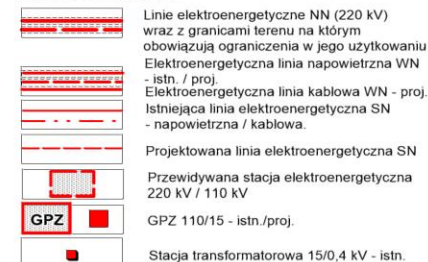 Linie elektroenergetyczne NN (220 kV)
wraz z granicami terenu na którym
obowiązują ograniczenia w jego użytkowaniu
Elektroenergetyczna linia napowietrzna WN
- istn. / proj.
Elektroenergetyczna linia kablowa WN - proj.
Istniejąca linia elektroenergetyczna SN
- napowietrzna / kablowa.
Projektowana linia elektroenergetyczna SN
Przewidywana stacja elektroenergetyczna
220 kV / 110 kV
GPZ
GPZ 110/15 - istn./proj.
Stacja transformatorowa 15/0,4 kV - istn.